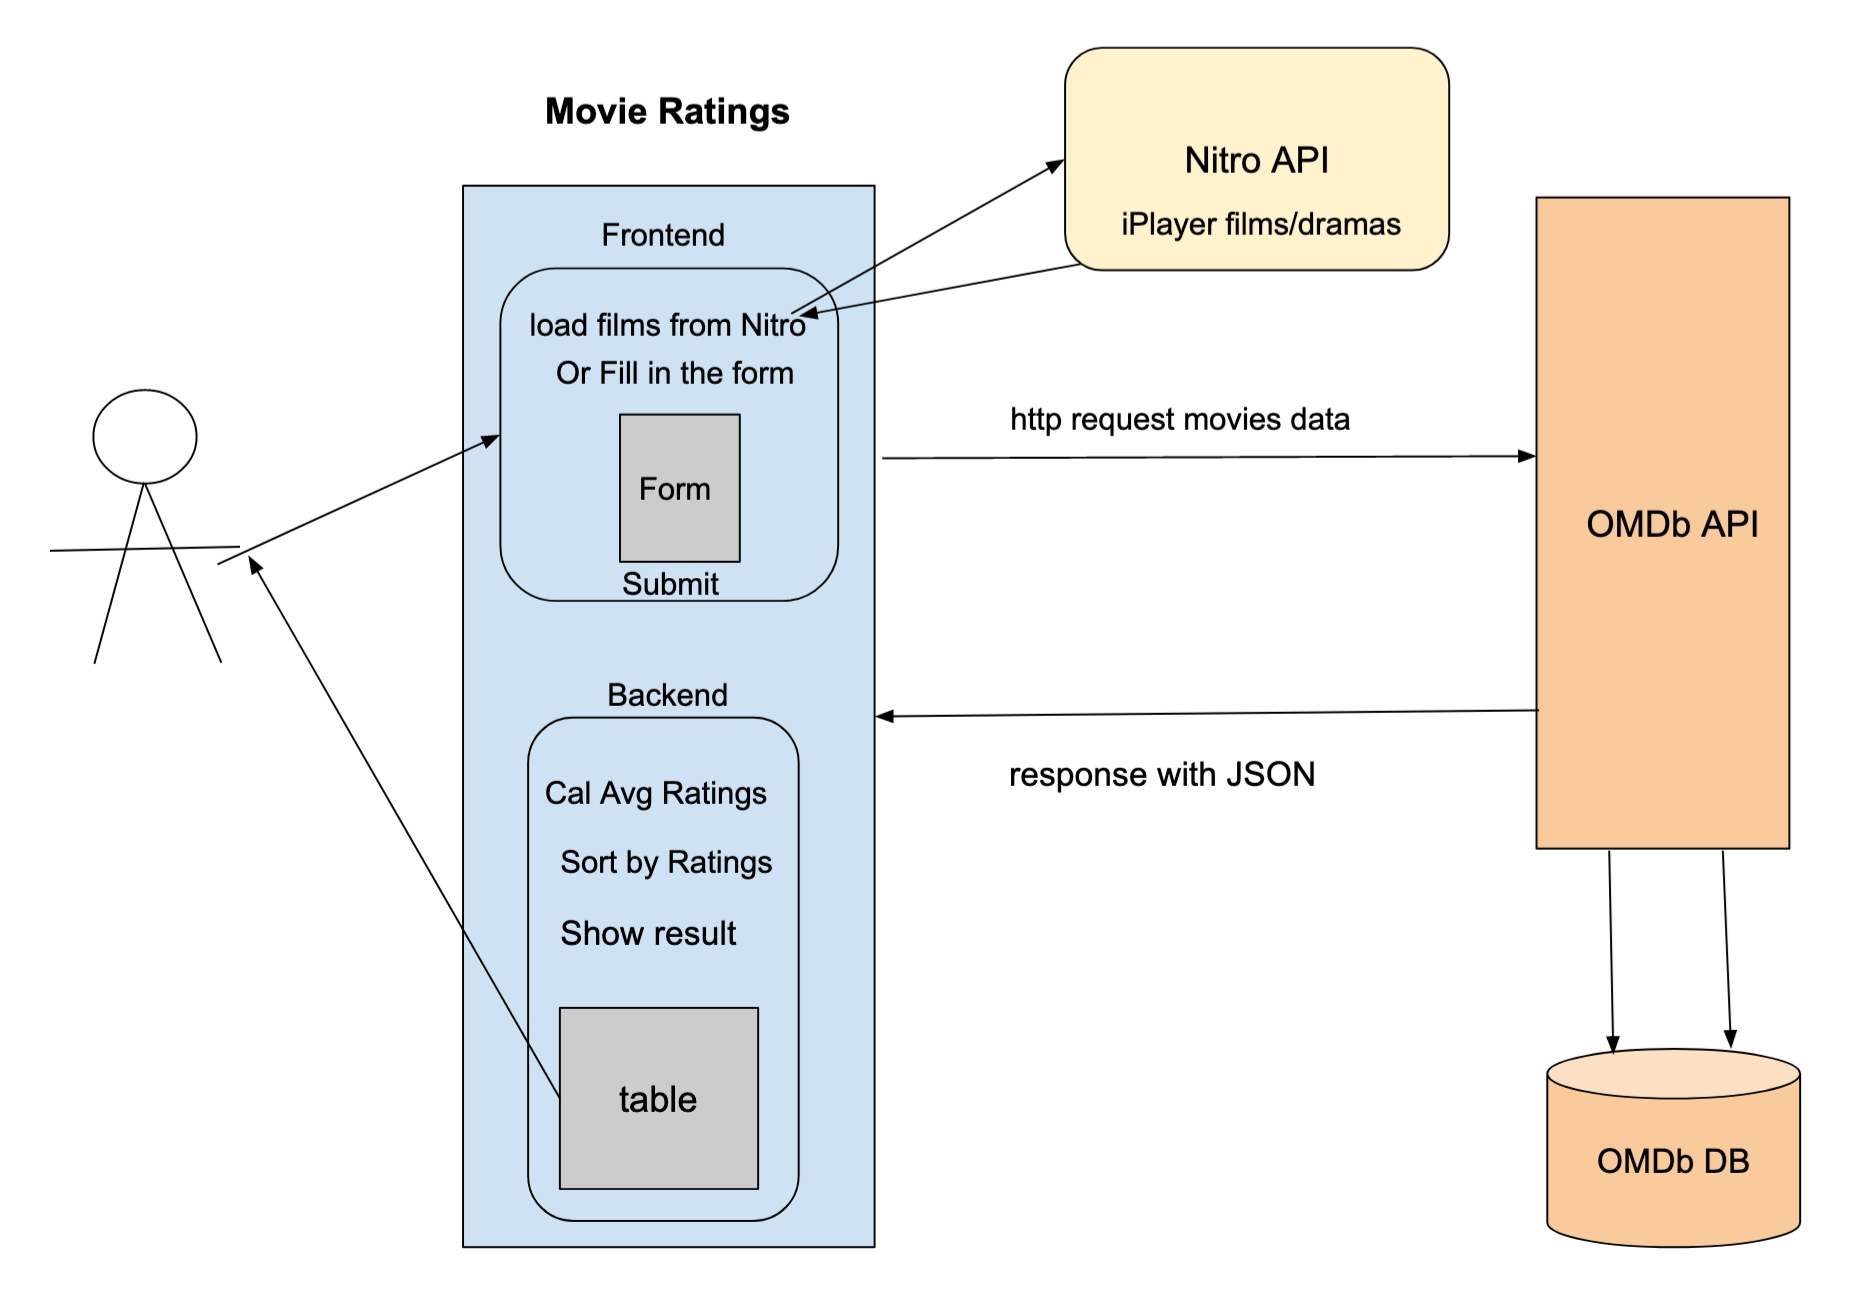 Movie Ratings
Nitro API
iPlayer films/dramas
Frontend
load films from Nitro
Or Fill in the form
Form
Submit
http request movies data
OMDb API
Backend
response with JSON
Cal Avg Ratings
Sort by Ratings
Show result
table
OMDb DB